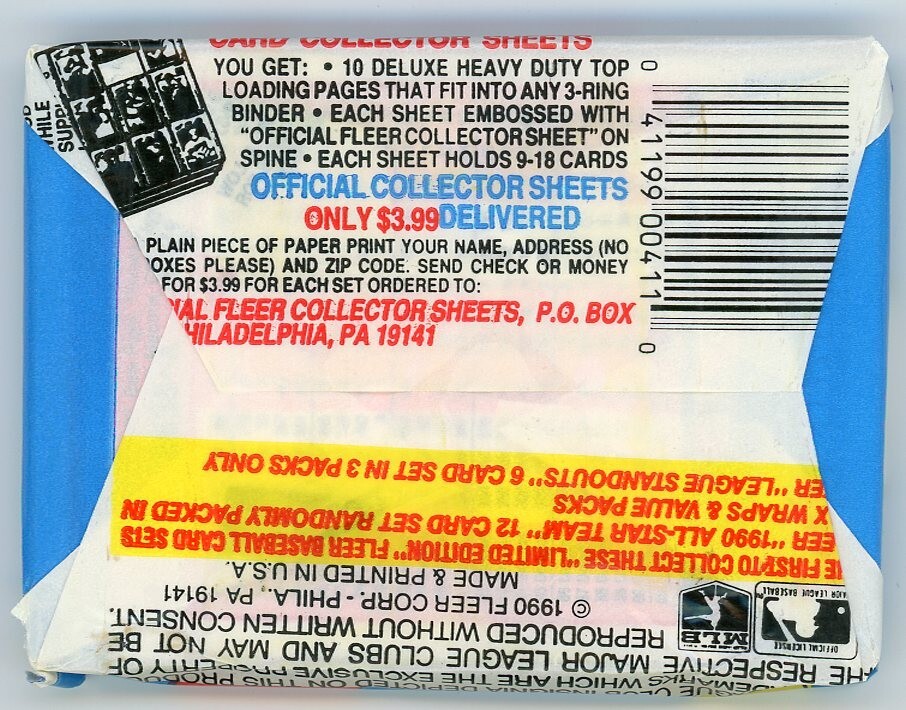 CARD COLLECTOR SHEETS
YOU GET: • 10 DELUXE HEAVY DUTY TOP
LOADING PAGES THAT FIT INTO ANY 3-RING
BINDER • EACH SHEET EMBOSSED WITH
"OFFICIAL FLEER COLLECTOR SHEET" ON
SPINE • EACH SHEET HOLDS 9-18 CARDS
OFFICIAL COLLECTOR SHEETS
ONLY $3.99 DELIVERED
PLAIN PIECE OF PAPER PRINT YOUR NAME, ADDRESS (NO
OXES PLEASE) AND ZIP CODE. SEND CHECK OR MONEY
FOR $3.99 FOR EACH SET ORDERED TO:
IAL FLEER COLLECTOR SHEETS, P.O. BOX
HILADELPHIA, PA 19141
WHILE
SUPPL
0 41199 00411 0
THE RESPECTIVE MAJOR LEAGUE CLUBS AND MAY NOT BE
REPRODUCED WITHOUT WRITTEN CONSENT.
© 1990 FLEER CORP. - PHILA., PA 19141
MADE & PRINTED IN U.S.A.
E FIRST TO COLLECT THESE "LIMITED EDITION" FLEER BASEBALL CARD SETS
EER "1990 ALL-STAR TEAM" 12 CARD SET RANDOMLY PACKED IN
X WRAPS & VALUE PACKS
ER "LEAGUE STANDOUTS" 6 CARD SET IN 3 PACKS ONLY
OFFICIAL LICENSEE
MAJOR LEAGUE BASEBALL
MLB